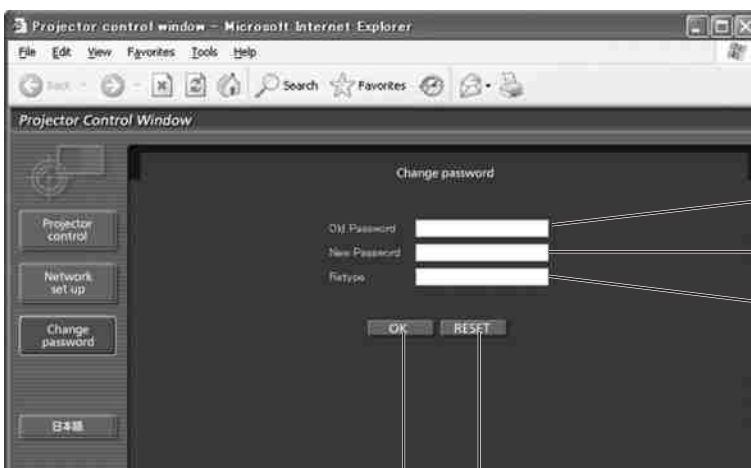 Projector control window - Microsoft Internet Explorer
File Edit View Favorites Tools Help
Back Search Favorites
Projector Control Window
Change password
Projector
control
Old Password
New Password
Network
set up
Retype
Change
password
OK RESET
日本語